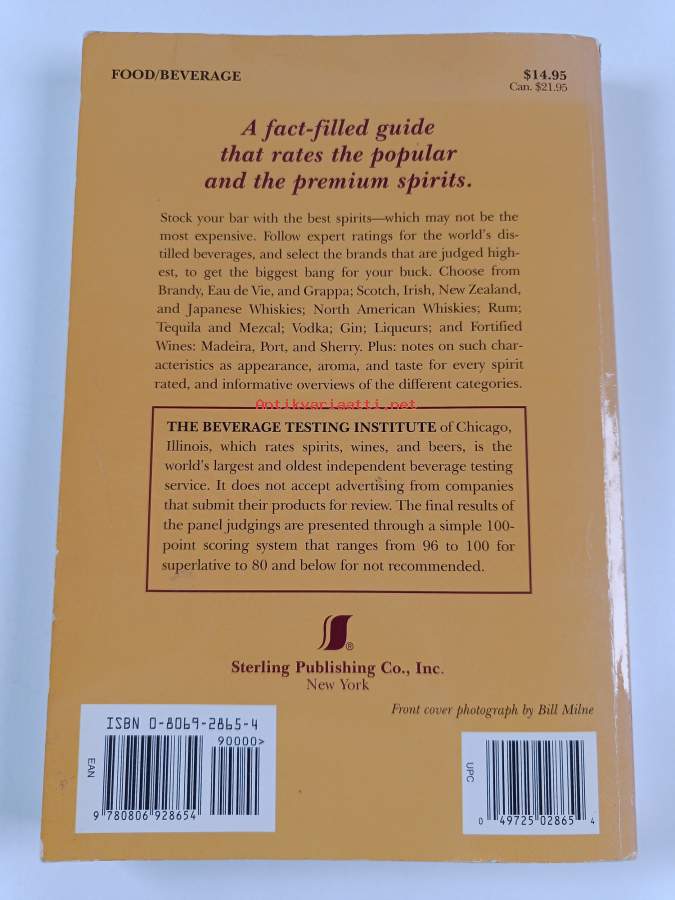 FOOD/BEVERAGE
$14.95
Can. $21.95
A fact-filled guide
that rates the popular
and the premium spirits.
Stock your bar with the best spirits—which may not be the
most expensive. Follow expert ratings for the world's dis-
tilled beverages, and select the brands that are judged high-
est, to get the biggest bang for your buck. Choose from
Brandy, Eau de Vie, and Grappa; Scotch, Irish, New Zealand,
and Japanese Whiskies; North American Whiskies; Rum;
Tequila and Mezcal; Vodka; Gin; Liqueurs; and Fortified
Wines: Madeira, Port, and Sherry. Plus: notes on such char-
acteristics as appearance, aroma, and taste for every spirit
rated, and informative overviews of the different categories.
Antikvariaatti.net
THE BEVERAGE TESTING INSTITUTE of Chicago,
Illinois, which rates spirits, wines, and beers, is the
world's largest and oldest independent beverage testing
service. It does not accept advertising from companies
that submit their products for review. The final results of
the panel judgings are presented through a simple 100-
point scoring system that ranges from 96 to 100 for
superlative to 80 and below for not recommended.
®
Sterling Publishing Co., Inc.
New York
Front cover photograph by Bill Milne
ISBN 0-8069-2865-4
90000>
EAN
9 780806 928654
UPC
0 49725 02865 4